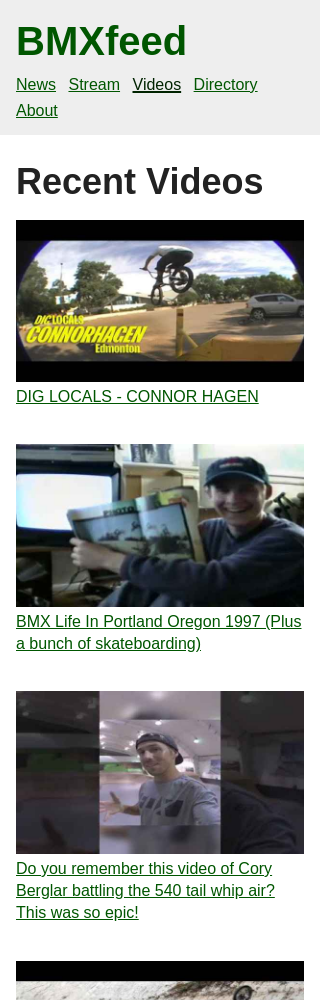 BMXfeed
News Stream Videos Directory
About
Recent Videos
DIG LOCALS
CONNORHAGEN
Edmonton
DIG LOCALS - CONNOR HAGEN
PHOTO
BMX Life In Portland Oregon 1997 (Plus
a bunch of skateboarding)
Do you remember this video of Cory
Berglar battling the 540 tail whip air?
This was so epic!